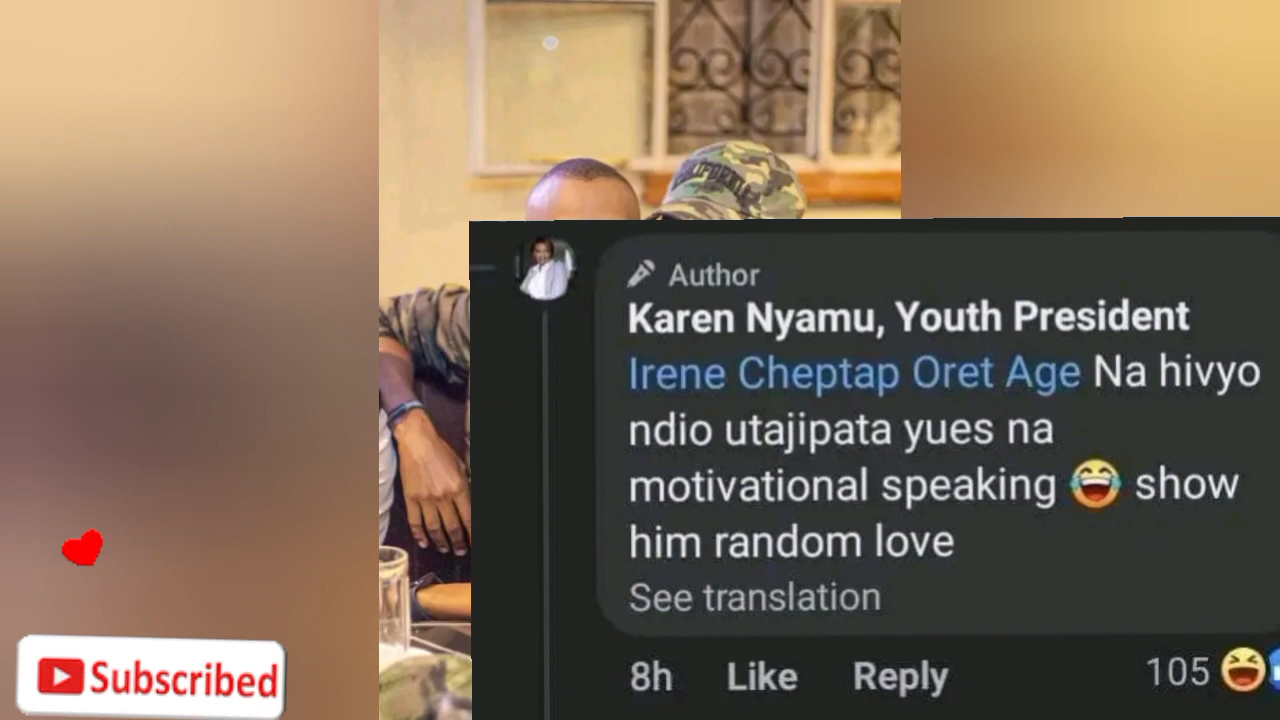 CALIFORNIA
Author
Karen Nyamu, Youth President
Irene Cheptap Oret Age Na hivyo
ndio utajipata yues na
motivational speaking 😂 show
him random love
See translation
8h Like Reply 105
Subscribed